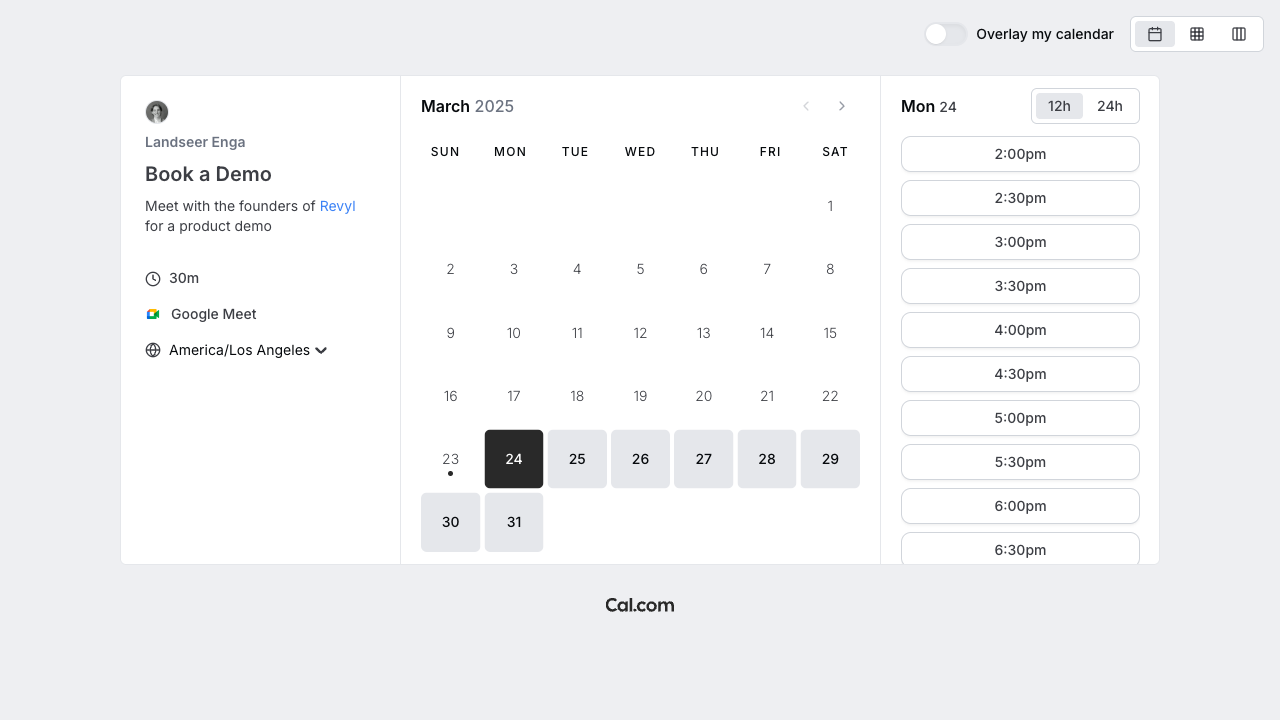 Overlay my calendar
Landseer Enga
Book a Demo
Meet with the founders of Revyl
for a product demo
30m
Google Meet
America/Los Angeles
March 2025
SUN MON TUE WED THU FRI SAT
1
2 3 4 5 6 7 8
9 10 11 12 13 14 15
16 17 18 19 20 21 22
23 24 25 26 27 28 29
30 31
Mon 24
12h 24h
2:00pm
2:30pm
3:00pm
3:30pm
4:00pm
4:30pm
5:00pm
5:30pm
6:00pm
6:30pm
Cal.com